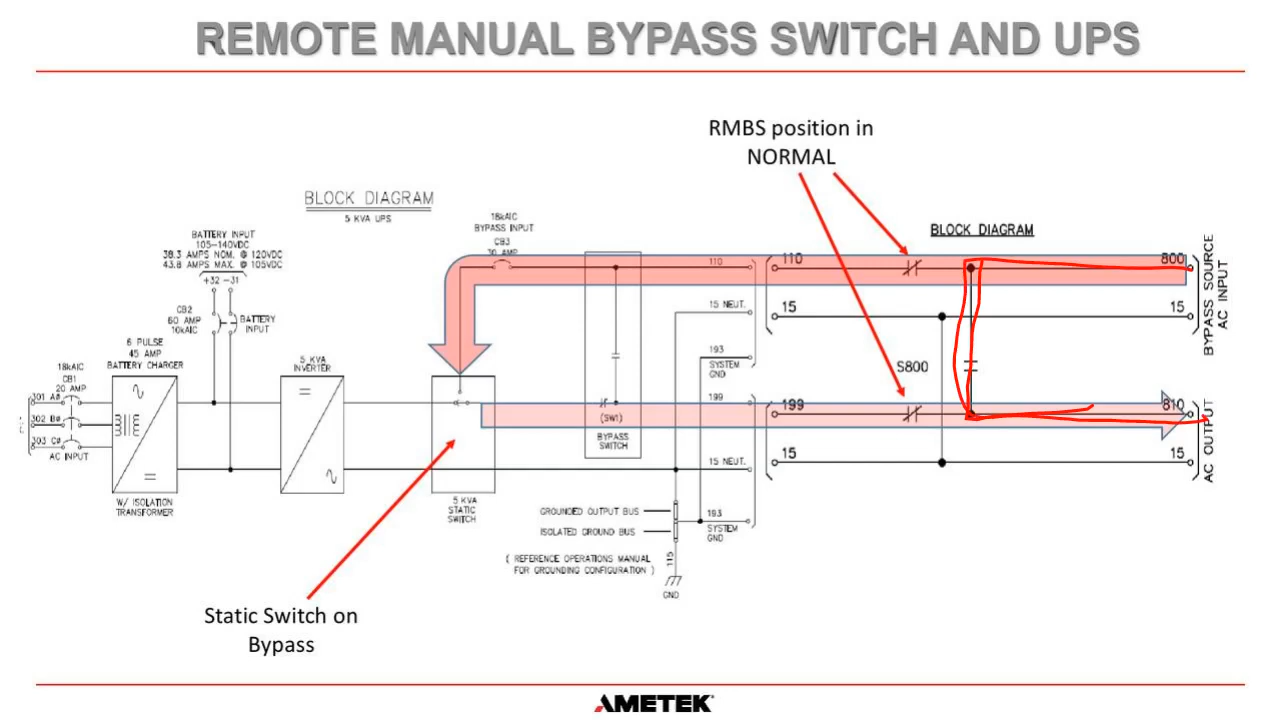 REMOTE MANUAL BYPASS SWITCH AND UPS
RMBS position in
NORMAL
BLOCK DIAGRAM
5 KVA UPS
18kAIC
BYPASS INPUT
CB3
30 AMP
BLOCK DIAGRAM
BATTERY INPUT
105-140VDC
38.3 AMPS NOM. @ 120VDC
43.8 AMPS MAX. @ 105VDC
+32 -31
CB2
60 AMP
10kAIC
BATTERY
INPUT
6 PULSE
45 AMP
BATTERY CHARGER
18kAIC
CB1
20 AMP
301 AØ
302 BØ
303 CØ
AC INPUT
W/ ISOLATION
TRANSFORMER
5 KVA
INVERTER
5 KVA
STATIC
SWITCH
(SW1)
BYPASS
SWITCH
110
15 NEUT.
193
SYSTEM
GND
199
15 NEUT.
193
SYSTEM
GND
GROUNDED OUTPUT BUS
ISOLATED GROUND BUS
( REFERENCE OPERATIONS MANUAL
FOR GROUNDING CONFIGURATION )
115
GND
110
800
15
15
S800
199
810
15
15
BYPASS SOURCE
AC INPUT
AC OUTPUT
Static Switch on
Bypass
AMETEK